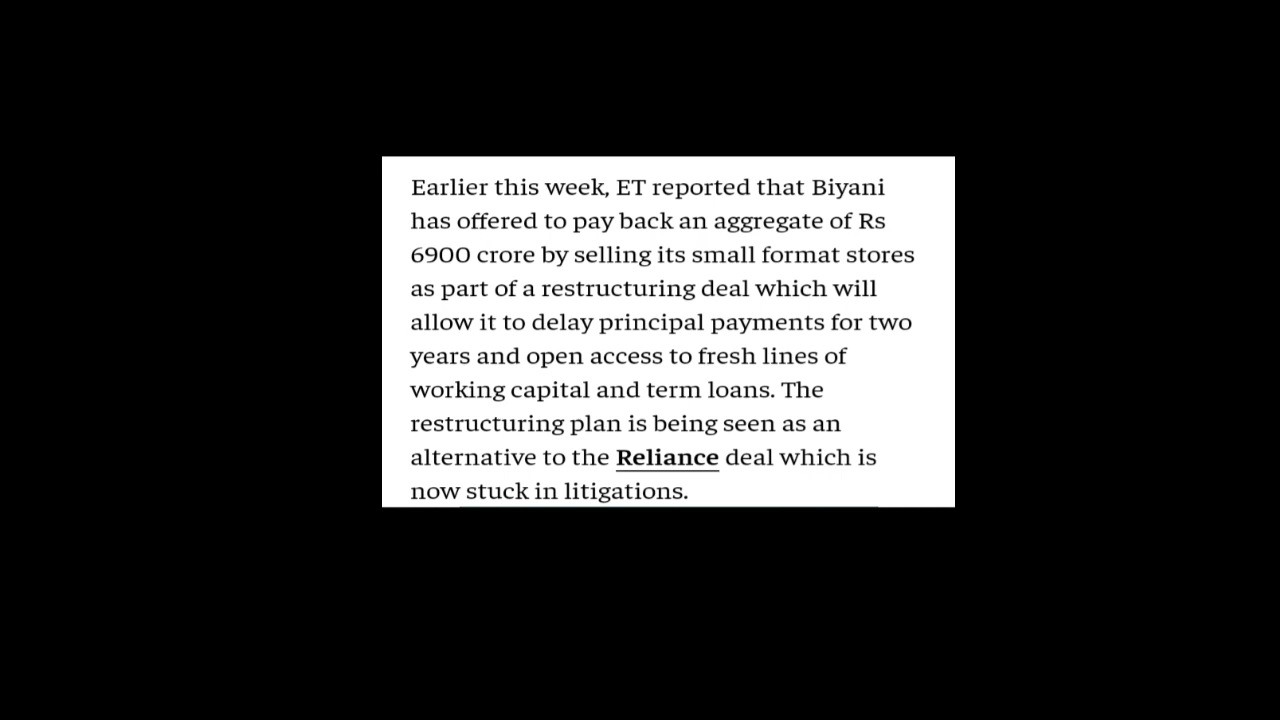 Earlier this week, ET reported that Biyani
has offered to pay back an aggregate of Rs
6900 crore by selling its small format stores
as part of a restructuring deal which will
allow it to delay principal payments for two
years and open access to fresh lines of
working capital and term loans. The
restructuring plan is being seen as an
alternative to the Reliance deal which is
now stuck in litigations.